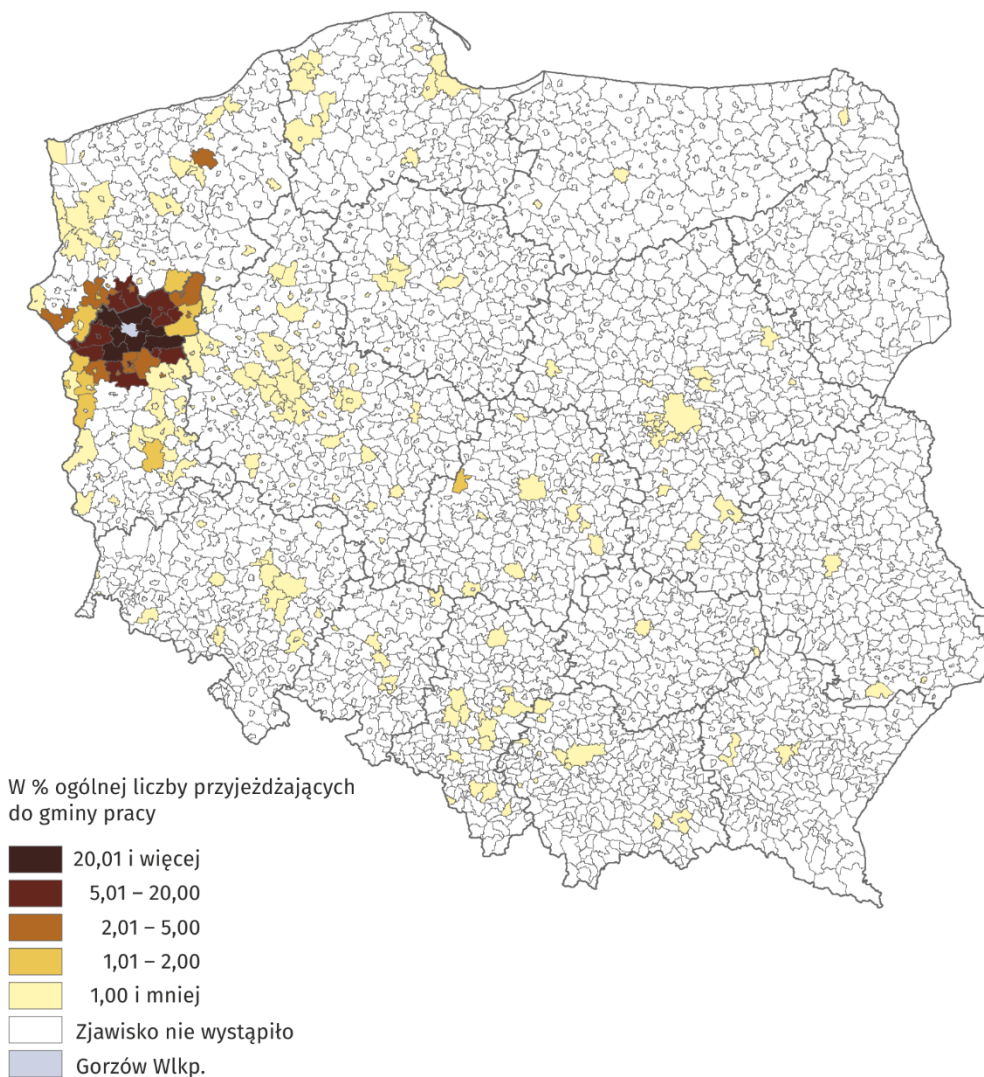 W % ogólnej liczby przyjeżdżających
do gminy pracy
20,01 i więcej
5,01 – 20,00
2,01 – 5,00
1,01 – 2,00
1,00 i mniej
Zjawisko nie wystąpiło
Gorzów Wlkp.